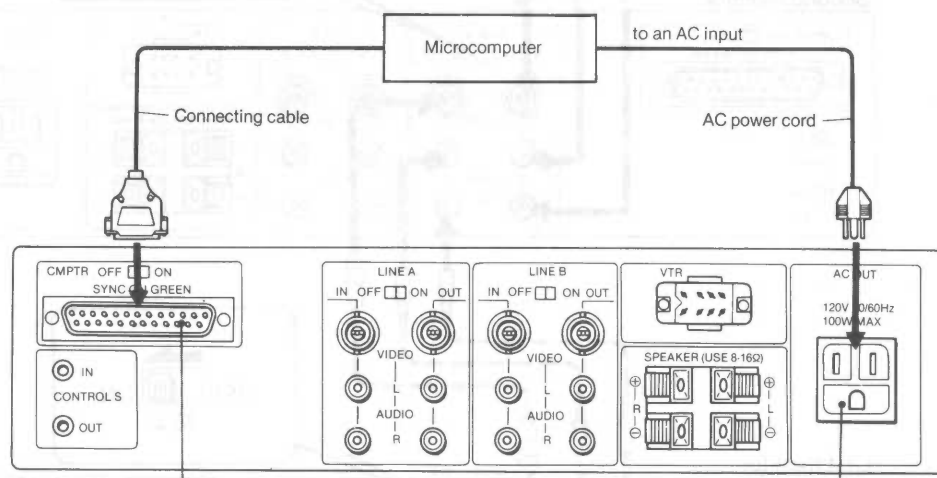 Microcomputer
to an AC input
Connecting cable
AC power cord
CMPTR OFF ON
SYNC ON GREEN
IN
CONTROL S
OUT
LINE A
IN OFF ON OUT
VIDEO
L
AUDIO
R
LINE B
IN OFF ON OUT
VIDEO
L
AUDIO
R
VTR
SPEAKER (USE 8-16Ω)
⊕ ⊕
R L
⊖ ⊖
AC OUT
120V 50/60Hz
100W MAX